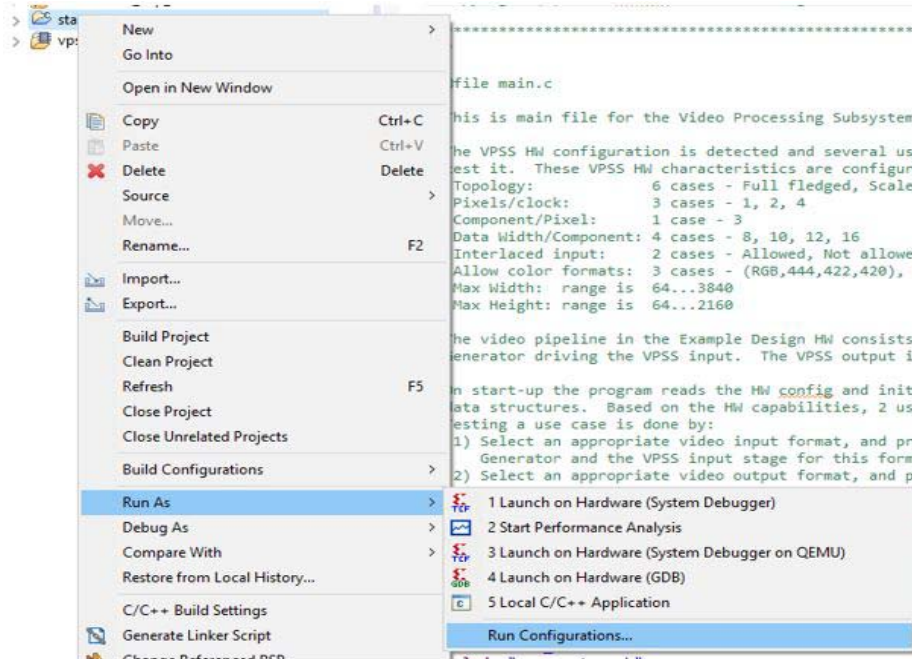 sta
vps
New
Go Into
Open in New Window
Copy Ctrl+C
Paste Ctrl+V
Delete Delete
Source
Move...
Rename... F2
Import...
Export...
Build Project
Clean Project
Refresh F5
Close Project
Close Unrelated Projects
Build Configurations
Run As
Debug As
Compare With
Restore from Local History...
C/C++ Build Settings
Generate Linker Script
Change Referenced BSP
*****************************************************
file main.c
his is main file for the Video Processing Subsystem
he VPSS HW configuration is detected and several us
est it. These VPSS HW characteristics are configur
Topology: 6 cases - Full fledged, Scale
Pixels/clock: 3 cases - 1, 2, 4
Component/Pixel: 1 case - 3
Data Width/Component: 4 cases - 8, 10, 12, 16
Interlaced input: 2 cases - Allowed, Not allowe
Allow color formats: 3 cases - (RGB,444,422,420),
Max Width: range is 64...3840
Max Height: range is 64...2160
he video pipeline in the Example Design HW consists
enerator driving the VPSS input. The VPSS output i
n start-up the program reads the HW config and init
ata structures. Based on the HW capabilities, 2 us
esting a use case is done by:
1) Select an appropriate video input format, and pr
Generator and the VPSS input stage for this form
2) Select an appropriate video output format, and p
TCF 1 Launch on Hardware (System Debugger)
2 Start Performance Analysis
TCF 3 Launch on Hardware (System Debugger on QEMU)
GDB 4 Launch on Hardware (GDB)
c 5 Local C/C++ Application
Run Configurations...